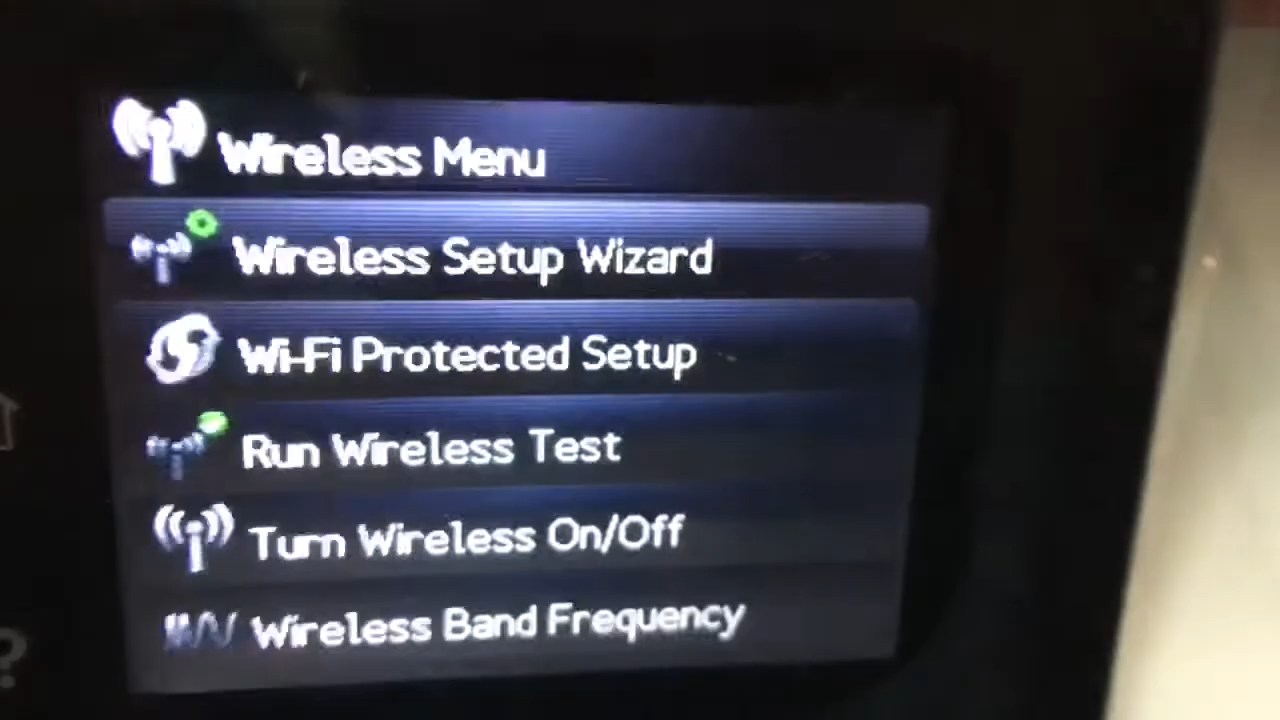 Wireless Menu
Wireless Setup Wizard
Wi-Fi Protected Setup
Run Wireless Test
Turn Wireless On/Off
Wireless Band Frequency
?